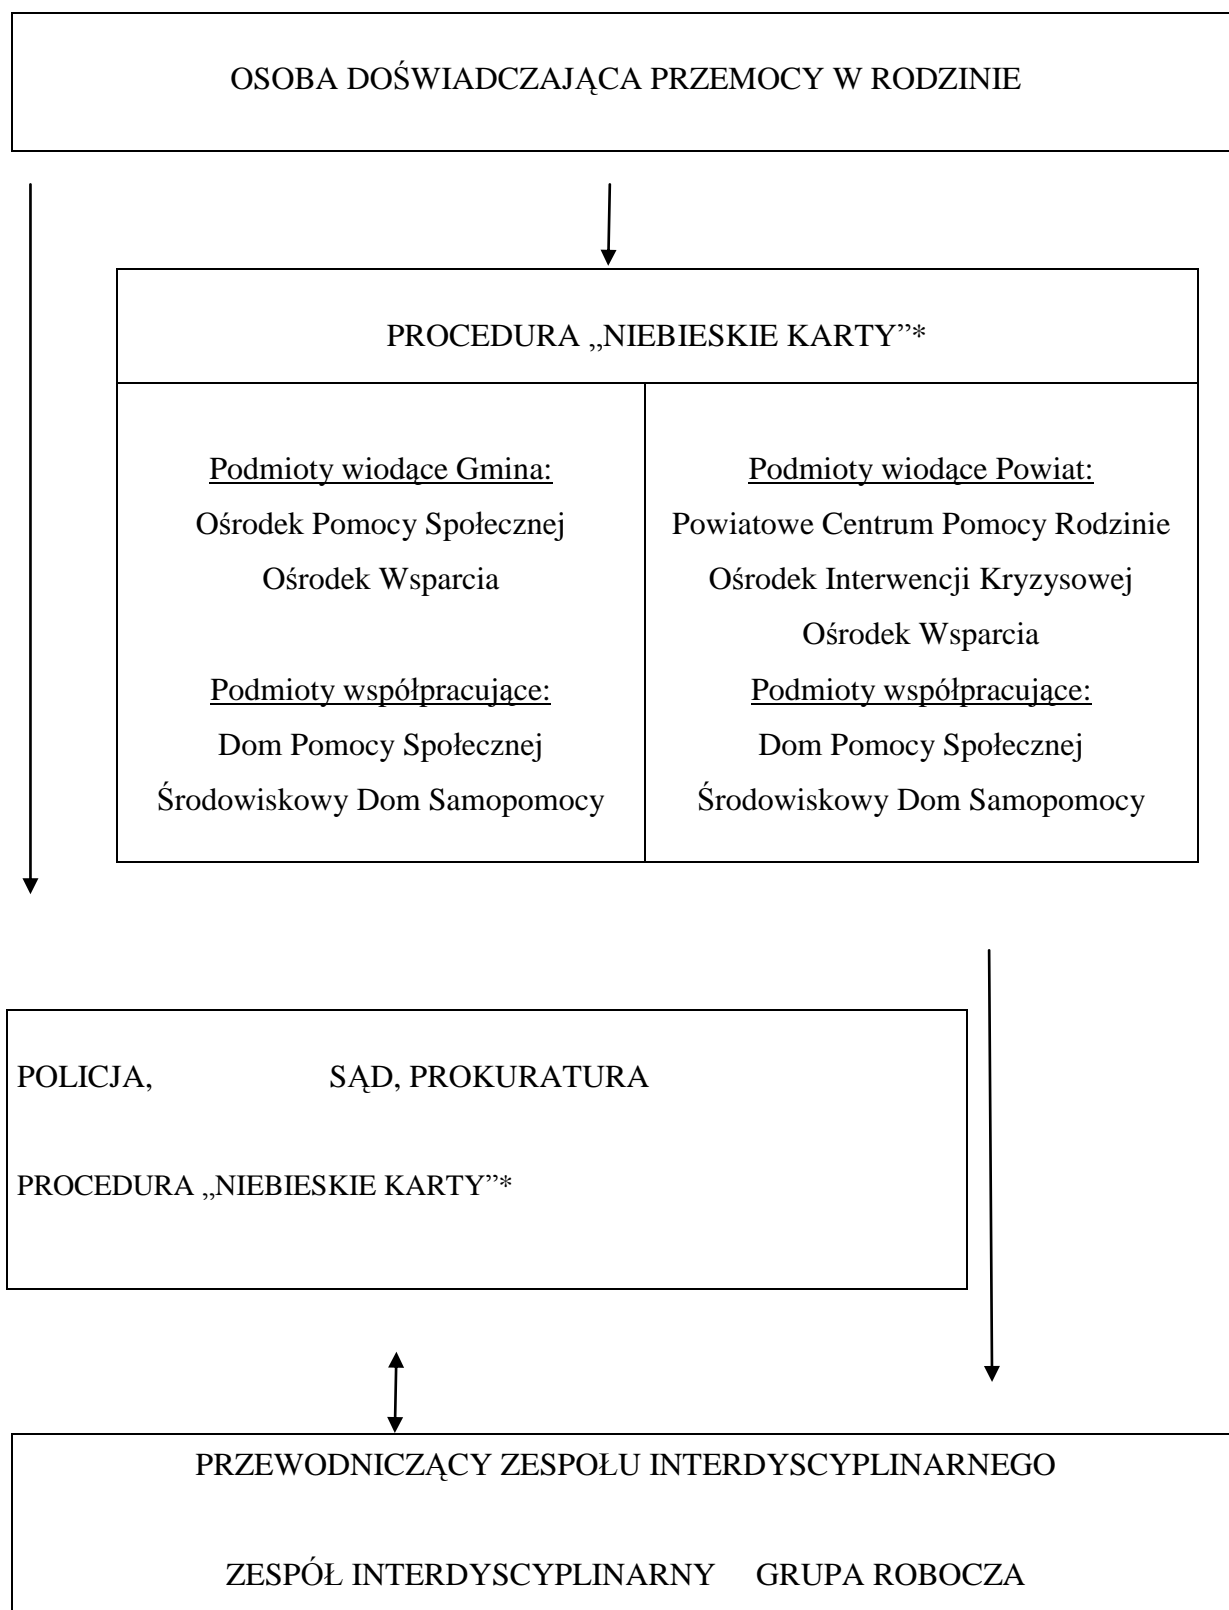 OSOBA DOŚWIADCZAJĄCA PRZEMOCY W RODZINIE
PROCEDURA „NIEBIESKIE KARTY”*
Podmioty wiodące Gmina:
Ośrodek Pomocy Społecznej
Ośrodek Wsparcia
Podmioty współpracujące:
Dom Pomocy Społecznej
Środowiskowy Dom Samopomocy
Podmioty wiodące Powiat:
Powiatowe Centrum Pomocy Rodzinie
Ośrodek Interwencji Kryzysowej
Ośrodek Wsparcia
Podmioty współpracujące:
Dom Pomocy Społecznej
Środowiskowy Dom Samopomocy
POLICJA, SĄD, PROKURATURA
PROCEDURA „NIEBIESKIE KARTY”*
PRZEWODNICZĄCY ZESPOŁU INTERDYSCYPLINARNEGO
ZESPÓŁ INTERDYSCYPLINARNY GRUPA ROBOCZA